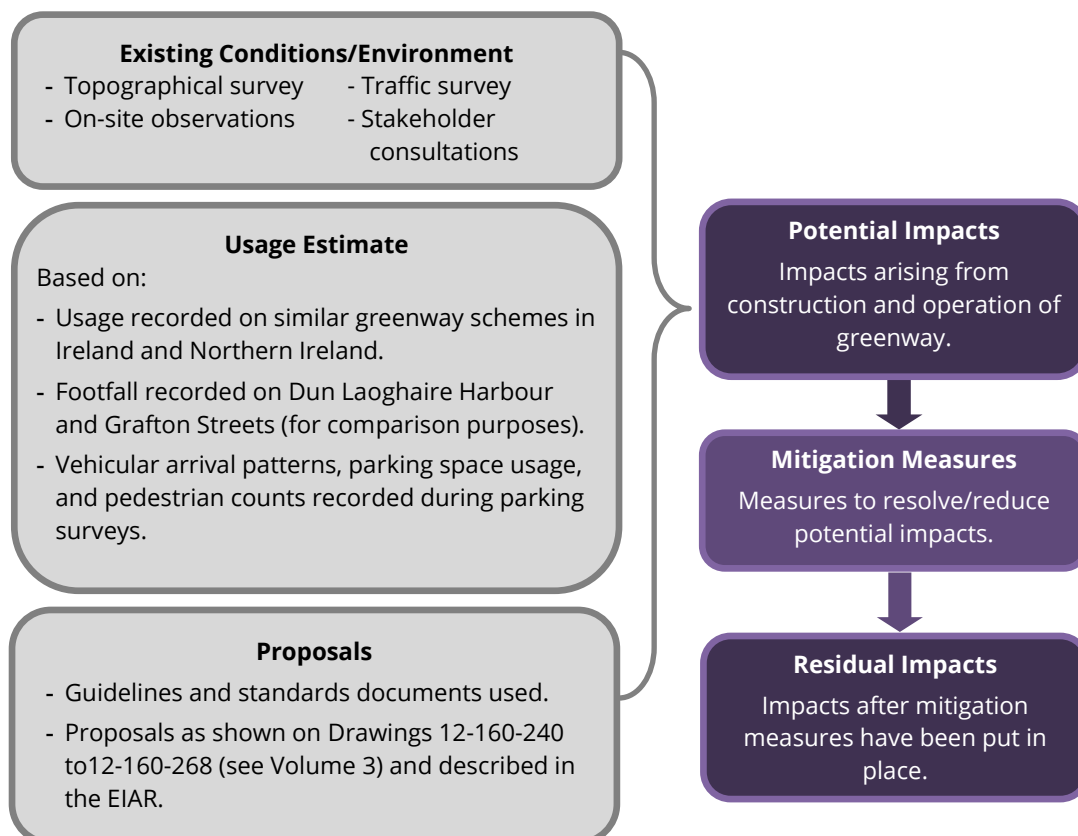 Existing Conditions/Environment
- Topographical survey
- On-site observations
- Traffic survey
- Stakeholder
consultations
Usage Estimate
Based on:
- Usage recorded on similar greenway schemes in
Ireland and Northern Ireland.
- Footfall recorded on Dun Laoghaire Harbour
and Grafton Streets (for comparison purposes).
- Vehicular arrival patterns, parking space usage,
and pedestrian counts recorded during parking
surveys.
Proposals
- Guidelines and standards documents used.
- Proposals as shown on Drawings 12-160-240
to12-160-268 (see Volume 3) and described in
the EIAR.
Potential Impacts
Impacts arising from
construction and operation of
greenway.
Mitigation Measures
Measures to resolve/reduce
potential impacts.
Residual Impacts
Impacts after mitigation
measures have been put in
place.